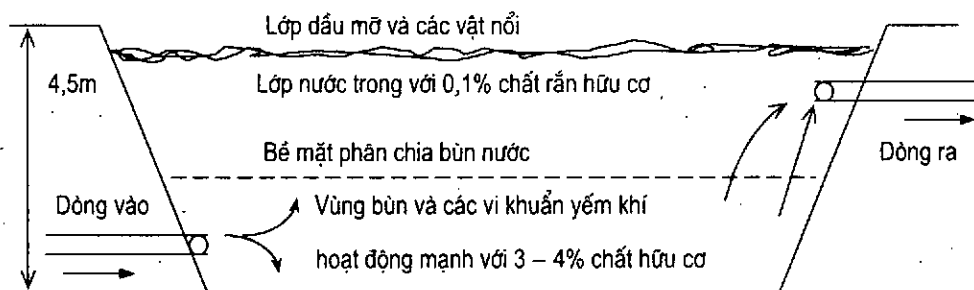 Lớp dầu mỡ và các vật nổi
4,5m
Lớp nước trong với 0,1% chất rắn hữu cơ
Bề mặt phân chia bùn nước
Dòng ra
Dòng vào
Vùng bùn và các vi khuẩn yếm khí
hoạt động mạnh với 3 – 4% chất hữu cơ